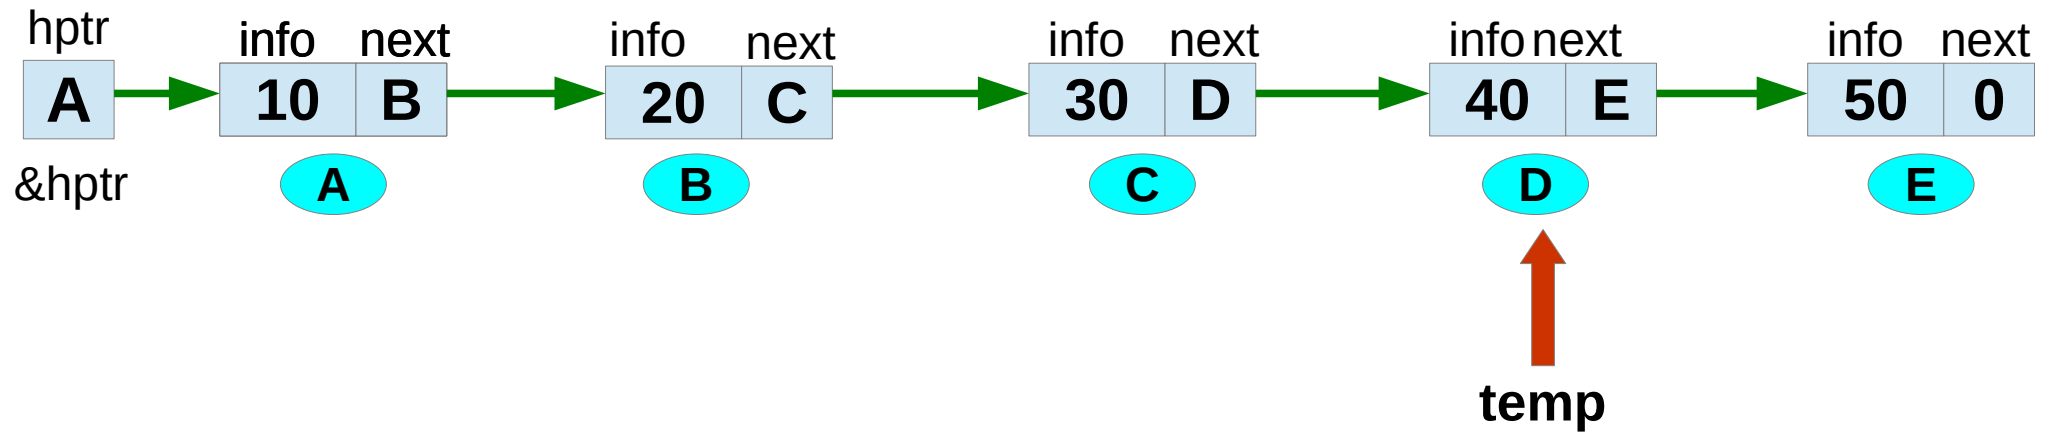 hptr info next info next info next info next info next
A 10 B 20 C 30 D 40 E 50 0
&hptr A B C D E
temp